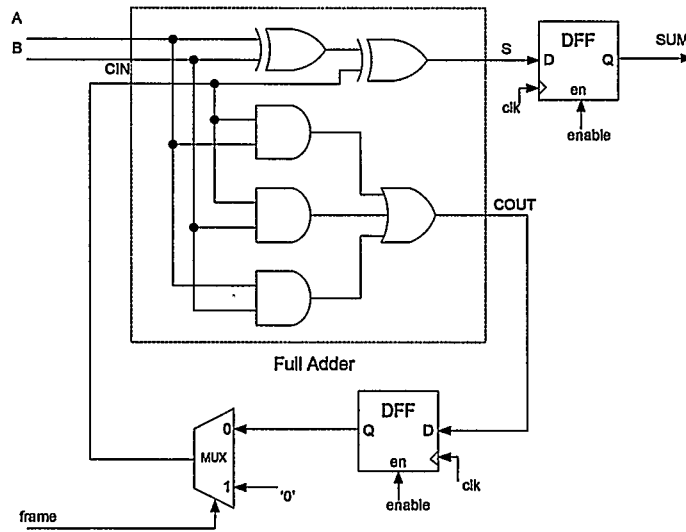 A
B
CIN
S
DFF
D
Q
SUM
clk
en
enable
COUT
Full Adder
DFF
Q
D
en
clk
enable
0
MUX
1
'0'
frame